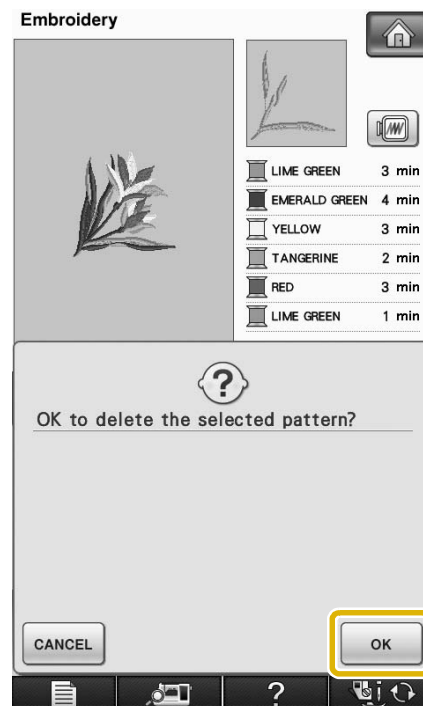 Embroidery
LIME GREEN 3 min
EMERALD GREEN 4 min
YELLOW 3 min
TANGERINE 2 min
RED 3 min
LIME GREEN 1 min
?
OK to delete the selected pattern?
CANCEL
OK
?